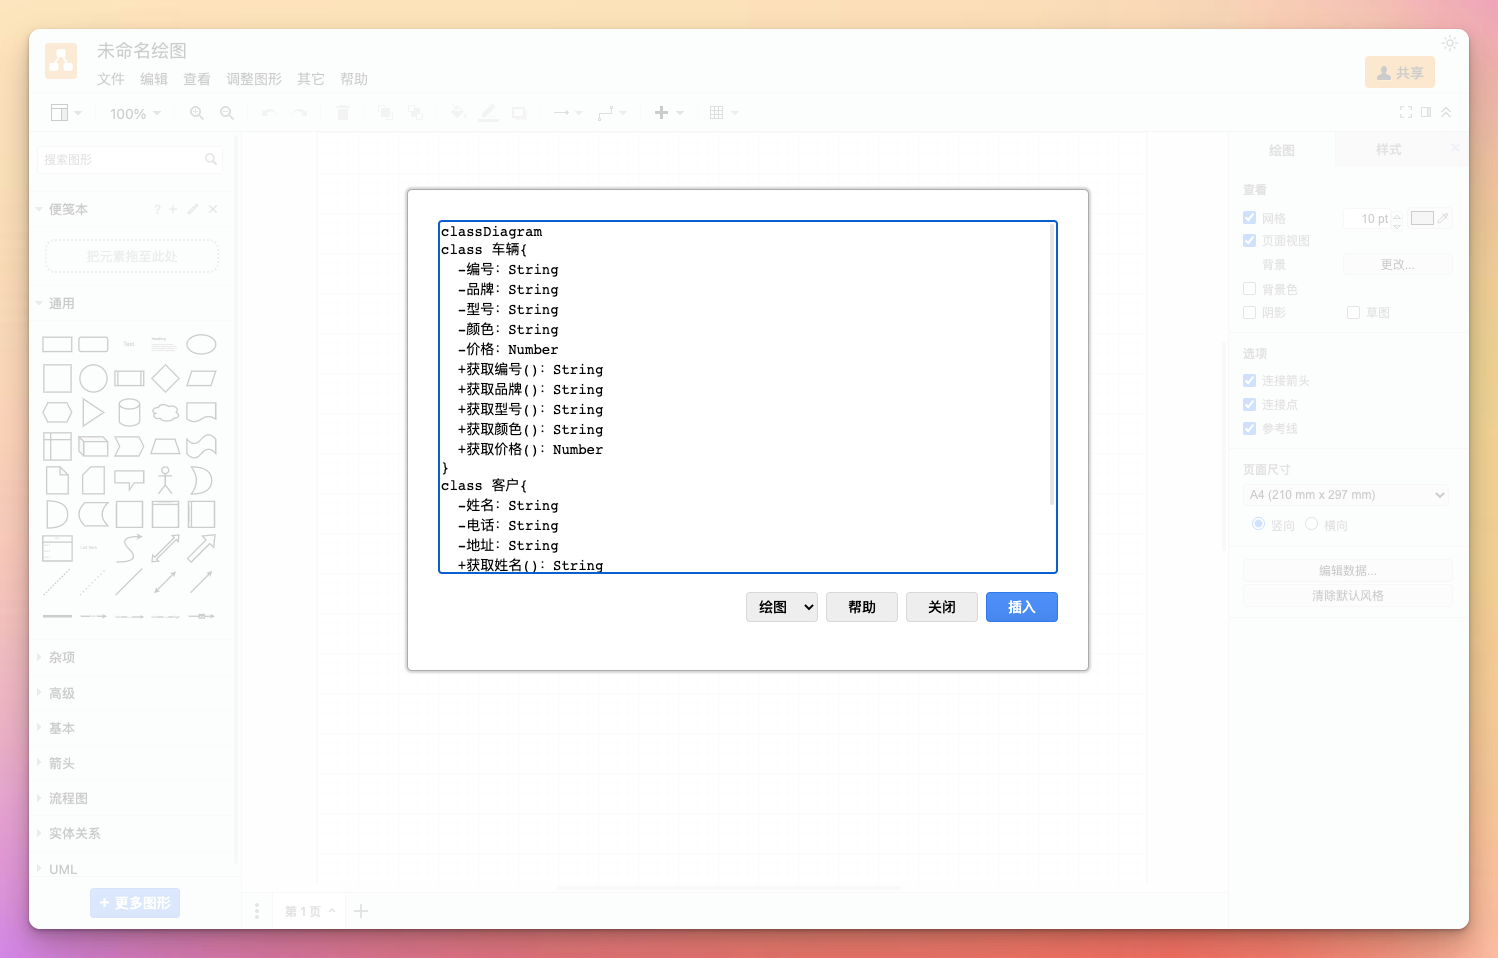 未命名绘图
文件 编辑 查看 调整图形 其它 帮助
共享
100%
搜索图形
便笺本
?
把元素拖至此处
通用
Text
Heading
杂项
高级
基本
箭头
流程图
实体关系
UML
+ 更多图形
classDiagram
class 车辆{
-编号: String
-品牌: String
-型号: String
-颜色: String
-价格: Number
+获取编号(): String
+获取品牌(): String
+获取型号(): String
+获取颜色(): String
+获取价格(): Number
}
class 客户{
-姓名: String
-电话: String
-地址: String
+获取姓名(): String
绘图 帮助 关闭 插入
第 1 页
绘图 样式
查看
网格 10 pt
页面视图
背景 更改...
背景色
阴影 草图
选项
连接箭头
连接点
参考线
页面尺寸
A4 (210 mm x 297 mm)
竖向 横向
编辑数据...
清除默认风格